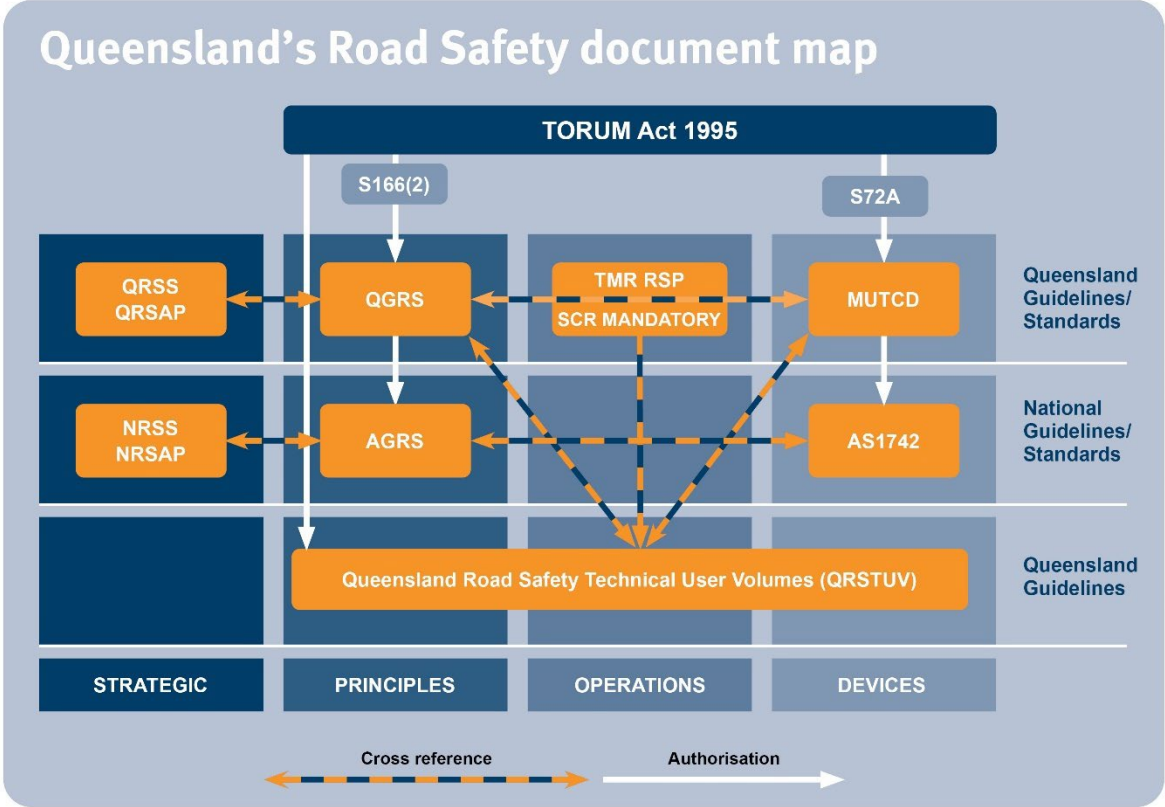 Queensland's Road Safety document map
TORUM Act 1995
S166(2)
S72A
QRSS
QRSAP
QGRS
TMR RSP
SCR MANDATORY
MUTCD
Queensland
Guidelines/
Standards
NRSS
NRSAP
AGRS
AS1742
National
Guidelines/
Standards
Queensland Road Safety Technical User Volumes (QRSTUV)
Queensland
Guidelines
STRATEGIC
PRINCIPLES
OPERATIONS
DEVICES
Cross reference
Authorisation